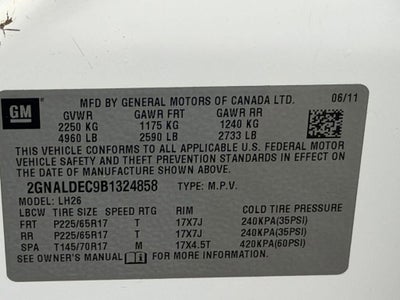 GM
MFD BY GENERAL MOTORS OF CANADA LTD. 06/11
GVWR GAWR FRT GAWR RR
2250 KG 1175 KG 1240 KG
4960 LB 2590 LB 2733 LB
THIS VEHICLE CONFORMS TO ALL APPLICABLE U.S. FEDERAL MOTOR
VEHICLE SAFETY AND THEFT PREVENTION STANDARDS IN EFFECT ON THE
DATE OF MANUFACTURE SHOWN ABOVE.
2GNALDEC9B1324858 TYPE: M.P.V.
MODEL: LH26
LBCW TIRE SIZE SPEED RTG RIM COLD TIRE PRESSURE
FRT P225/65R17 T 17X7J 240KPA(35PSI)
RR P225/65R17 T 17X7J 240KPA(35PSI)
SPA T145/70R17 M 17X4.5T 420KPA(60PSI)
SEE OWNER'S MANUAL FOR MORE INFORMATION.